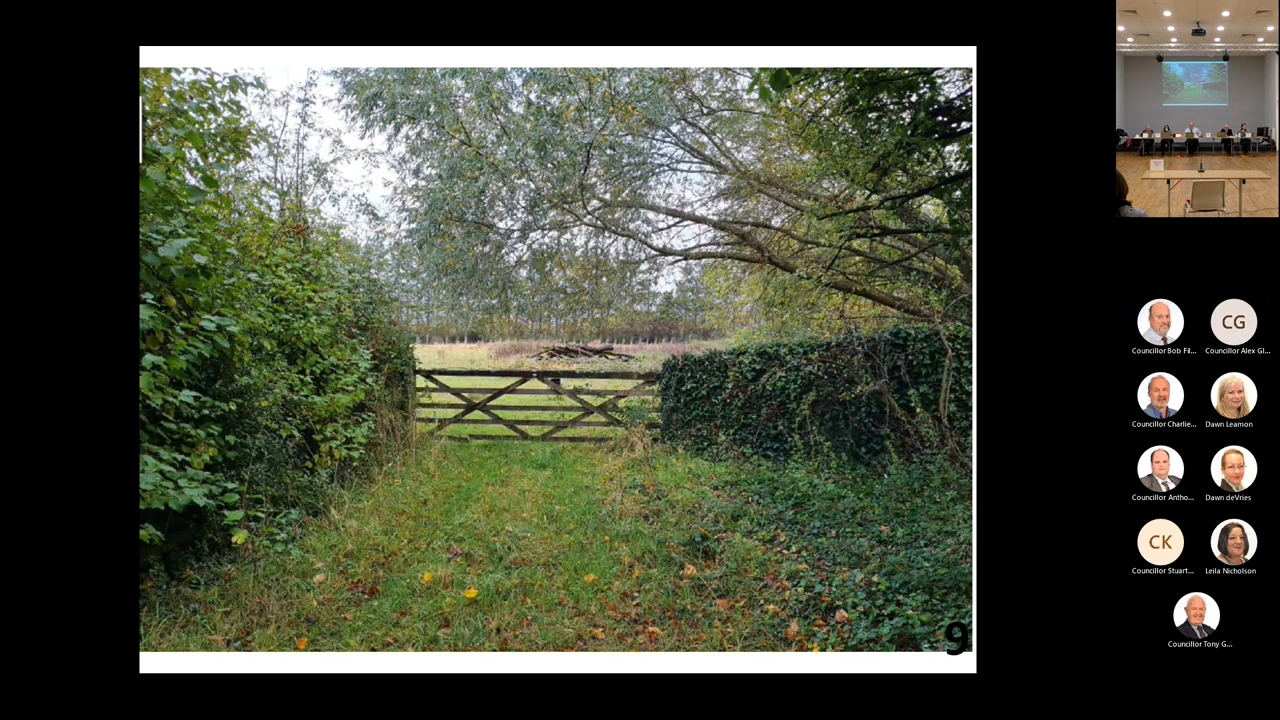 9
CG
Councillor Bob Fil...
Councillor Alex Gl...
Councillor Charlie...
Dawn Leamon
Councillor Antho...
Dawn deVries
CK
Councillor Stuart...
Leila Nicholson
Councillor Tony G...